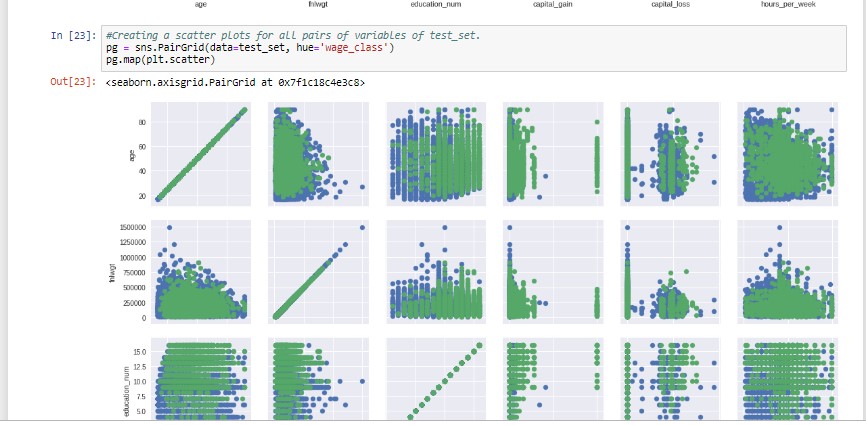 age fnlwgt education_num capital_gain capital_loss hours_per_week
In [23]: #Creating a scatter plots for all pairs of variables of test_set.
pg = sns.PairGrid(data=test_set, hue='wage_class')
pg.map(plt.scatter)
Out[23]: <seaborn.axisgrid.PairGrid at 0x7f1c18c4e3c8>
80
60
age
40
20
1500000
1250000
1000000
fnlwgt
750000
500000
250000
0
15.0
12.5
education_num
10.0
7.5
5.0